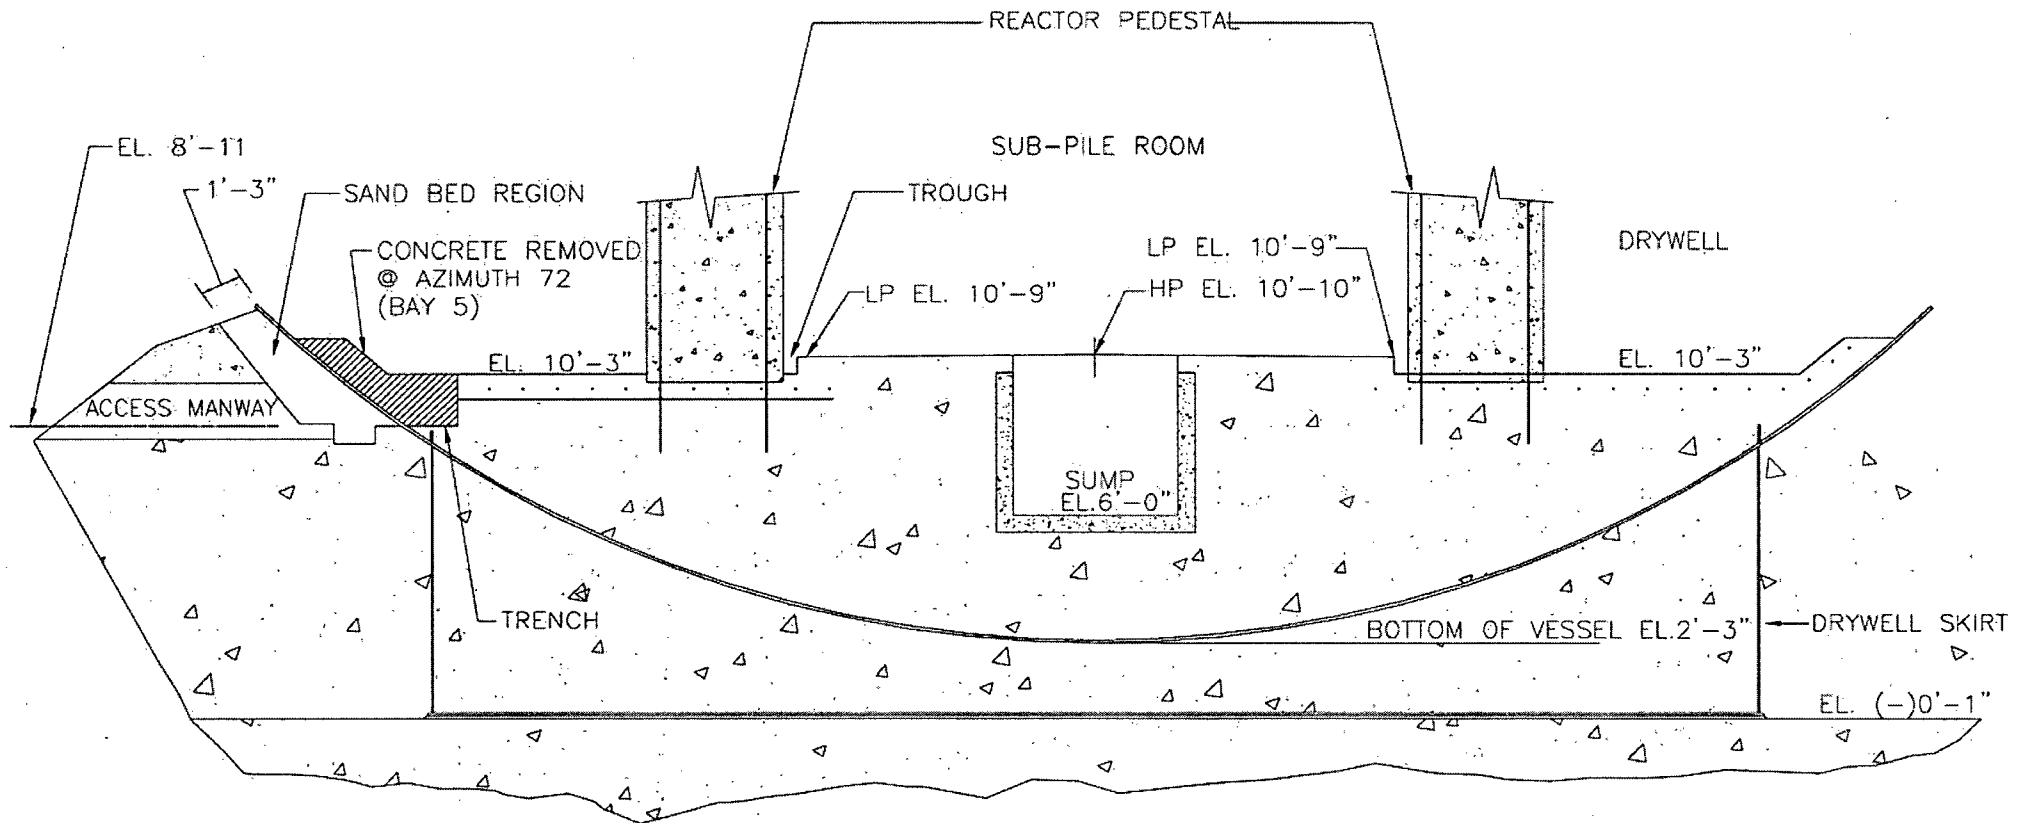 REACTOR PEDESTAL
EL. 8'-11
SUB-PILE ROOM
1'-3"
SAND BED REGION
TROUGH
CONCRETE REMOVED
@ AZIMUTH 72
(BAY 5)
LP EL. 10'-9"
DRYWELL
LP EL. 10'-9"
HP EL. 10'-10"
EL. 10'-3"
EL. 10'-3"
ACCESS MANWAY
SUMP
EL.6'-0"
TRENCH
BOTTOM OF VESSEL EL.2'-3"
DRYWELL SKIRT
EL. (-)0'-1"